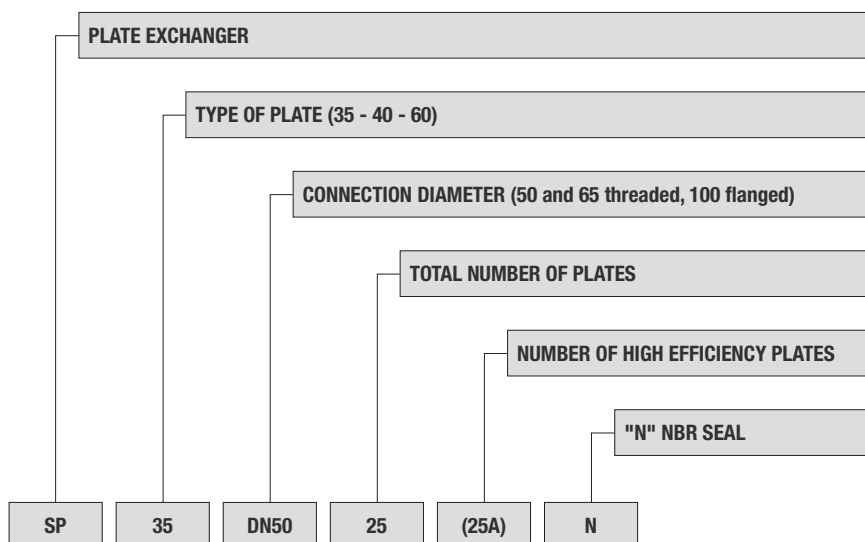 PLATE EXCHANGER
TYPE OF PLATE (35 - 40 - 60)
CONNECTION DIAMETER (50 and 65 threaded, 100 flanged)
TOTAL NUMBER OF PLATES
NUMBER OF HIGH EFFICIENCY PLATES
"N" NBR SEAL
SP 35 DN50 25 (25A) N